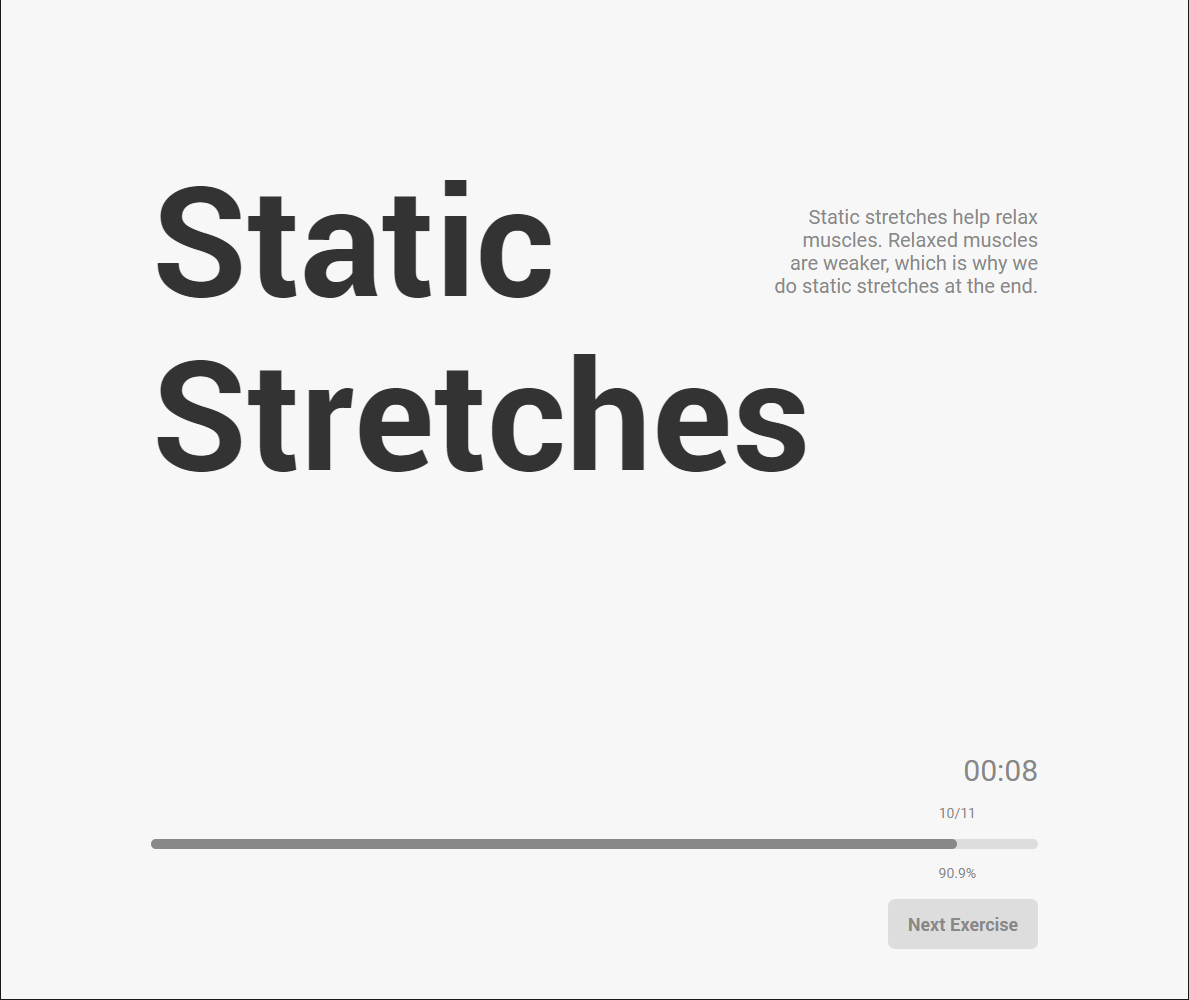 Static
Stretches
Static stretches help relax
muscles. Relaxed muscles
are weaker, which is why we
do static stretches at the end.
00:08
10/11
90.9%
Next Exercise